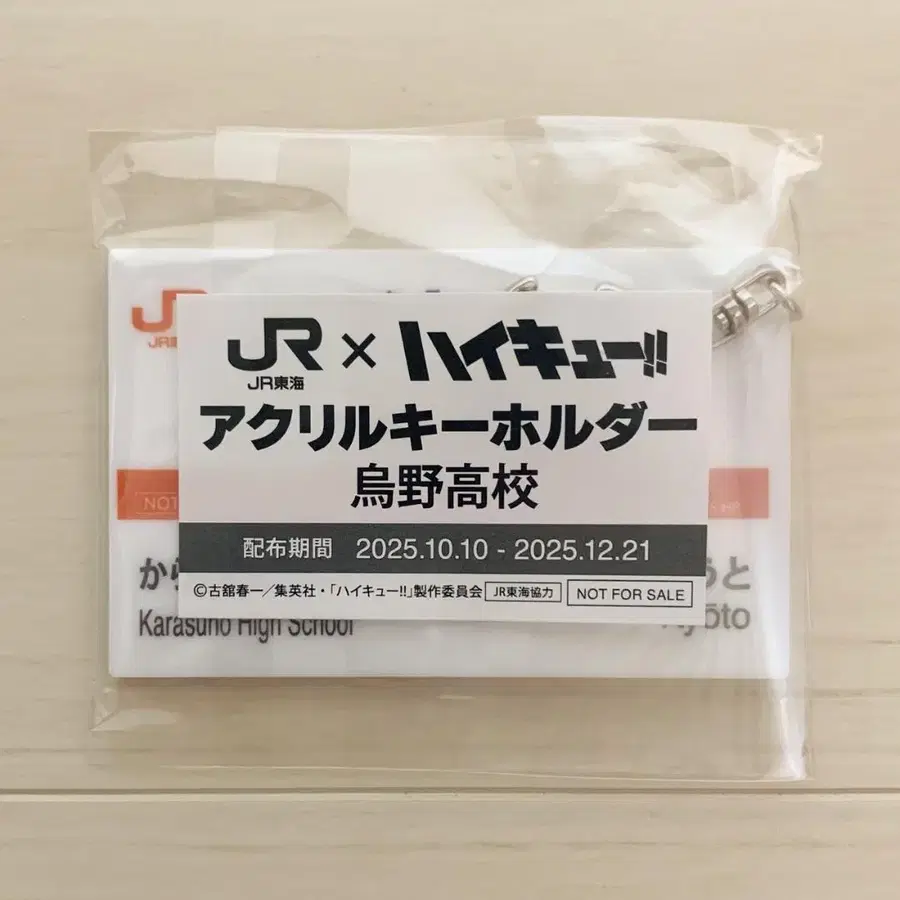 JR × ハイキュー!!
JR東海
アクリルキーホルダー
烏野高校
配布期間 2025.10.10 - 2025.12.21
©古舘春一／集英社・「ハイキュー!!」製作委員会 JR東海協力 NOT FOR SALE
JR
NOT
Karasuno High School
Kyōto